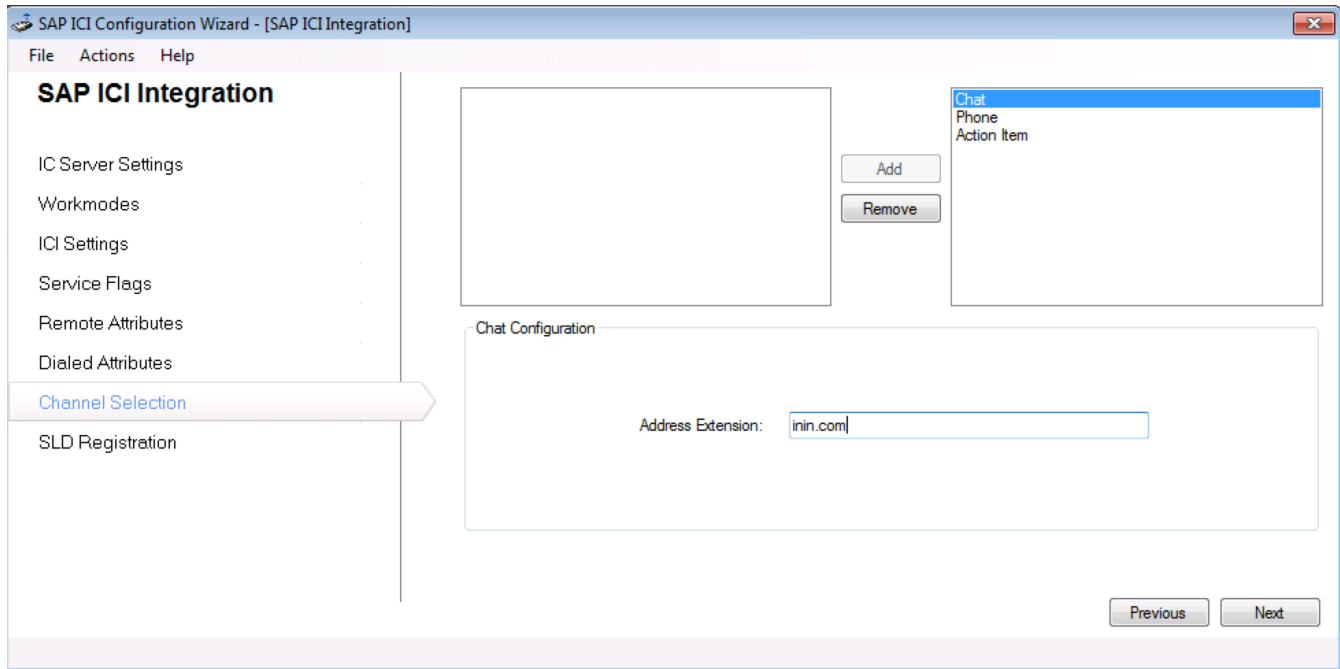 SAP ICI Configuration Wizard - [SAP ICI Integration]
File Actions Help
SAP ICI Integration
IC Server Settings
Workmodes
ICI Settings
Service Flags
Remote Attributes
Dialed Attributes
Channel Selection
SLD Registration
Add
Remove
Chat
Phone
Action Item
Chat Configuration
Address Extension: inin.com
Previous Next